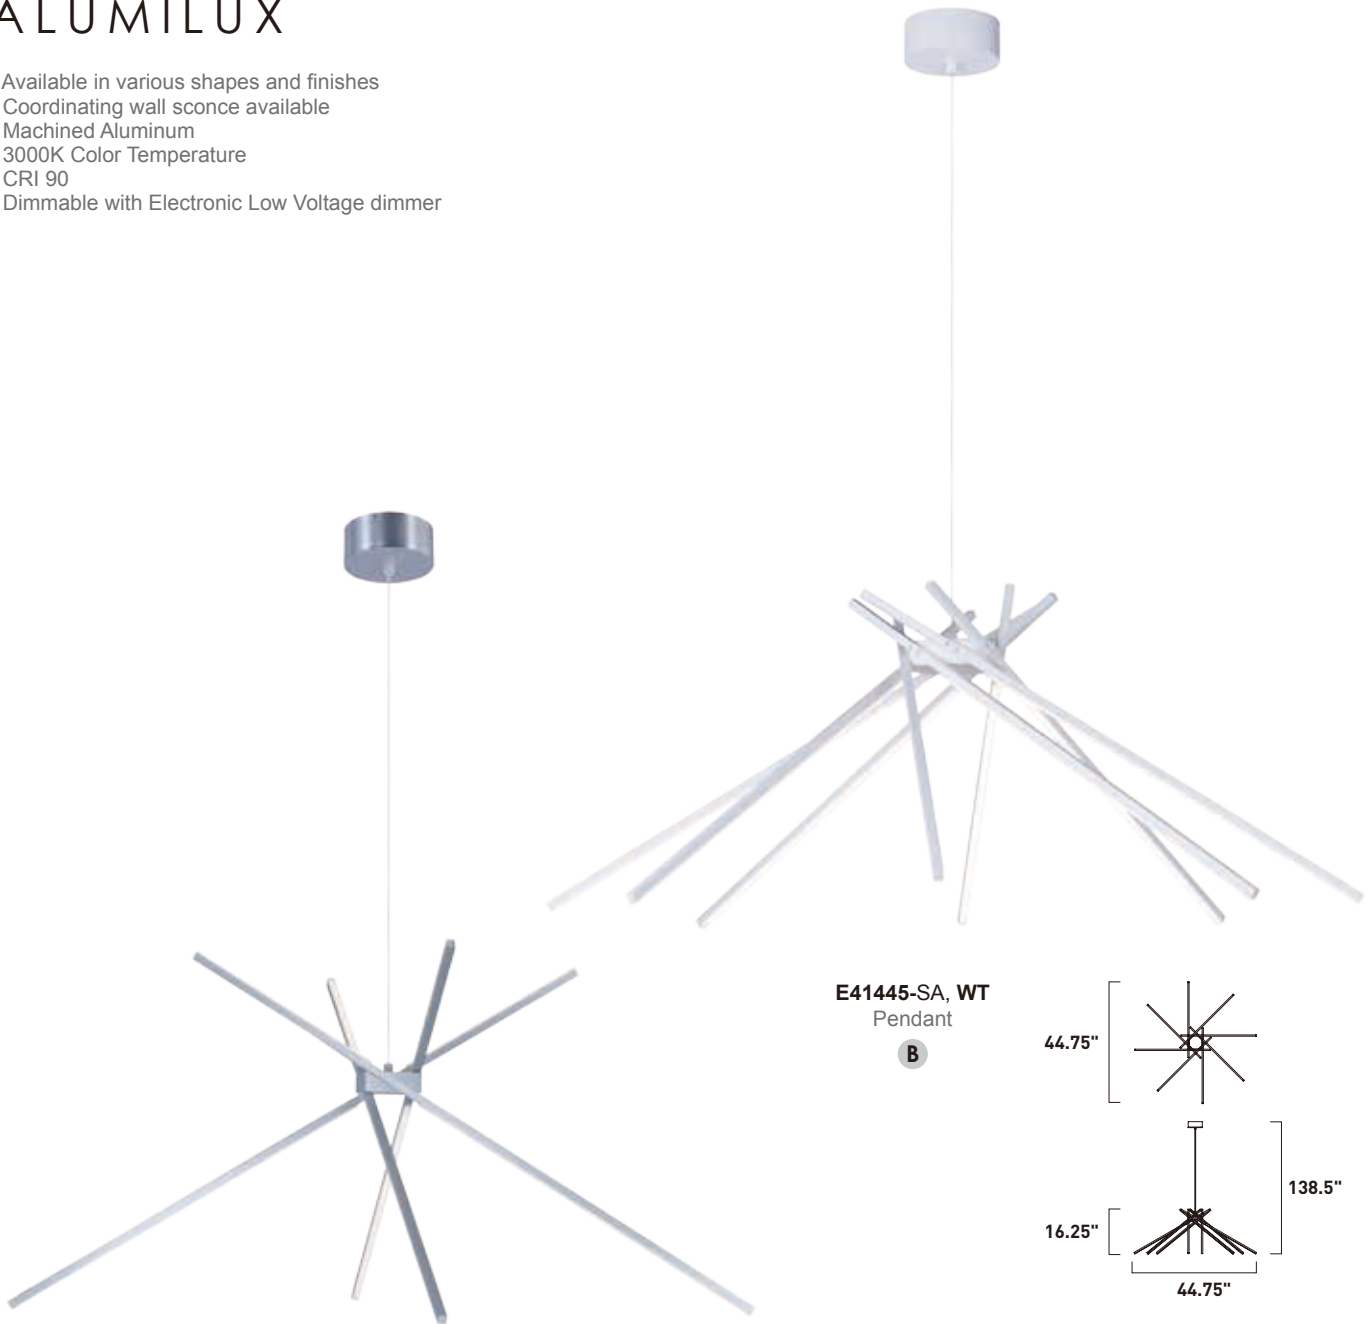 ALUMILUX
Available in various shapes and finishes
Coordinating wall sconce available
Machined Aluminum
3000K Color Temperature
CRI 90
Dimmable with Electronic Low Voltage dimmer
E41445-SA, WT
Pendant
B
44.75"
138.5"
16.25"
44.75"